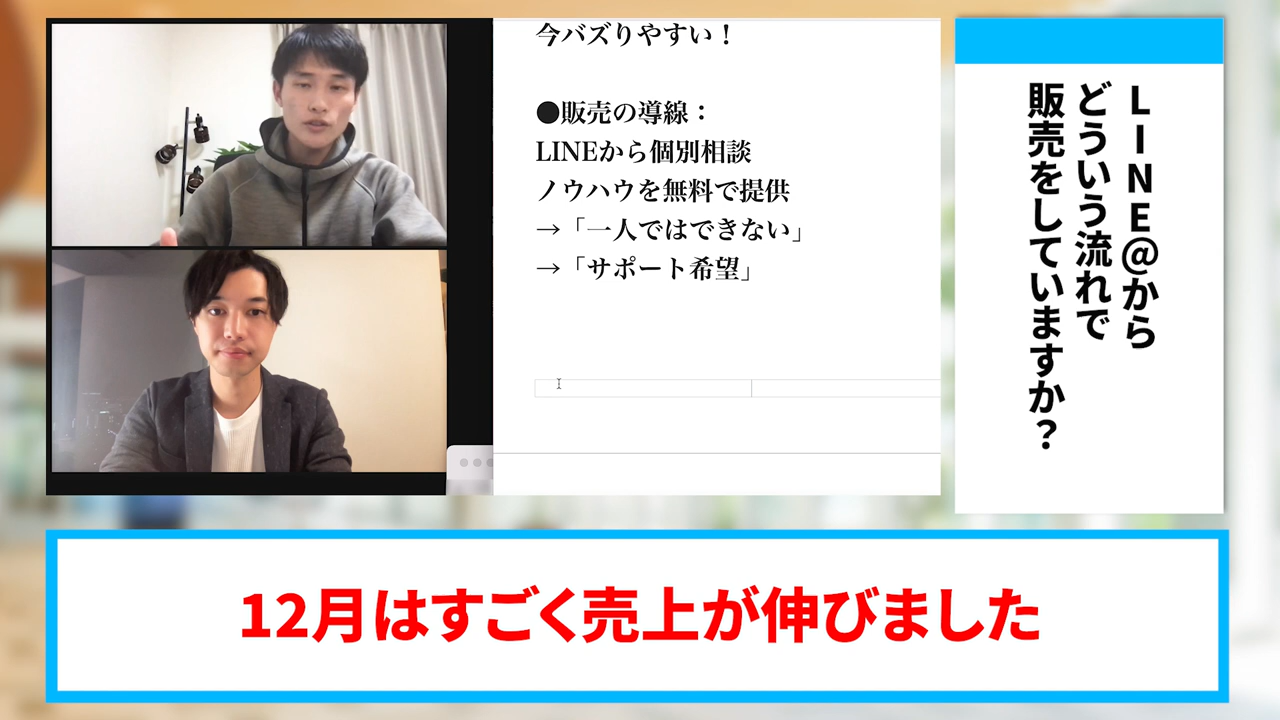 今バズりやすい！
●販売の導線：
LINEから個別相談
ノウハウを無料で提供
→「一人ではできない」
→「サポート希望」
LINE@から
どういう流れで
販売をしていますか？
12月はすごく売上が伸びました